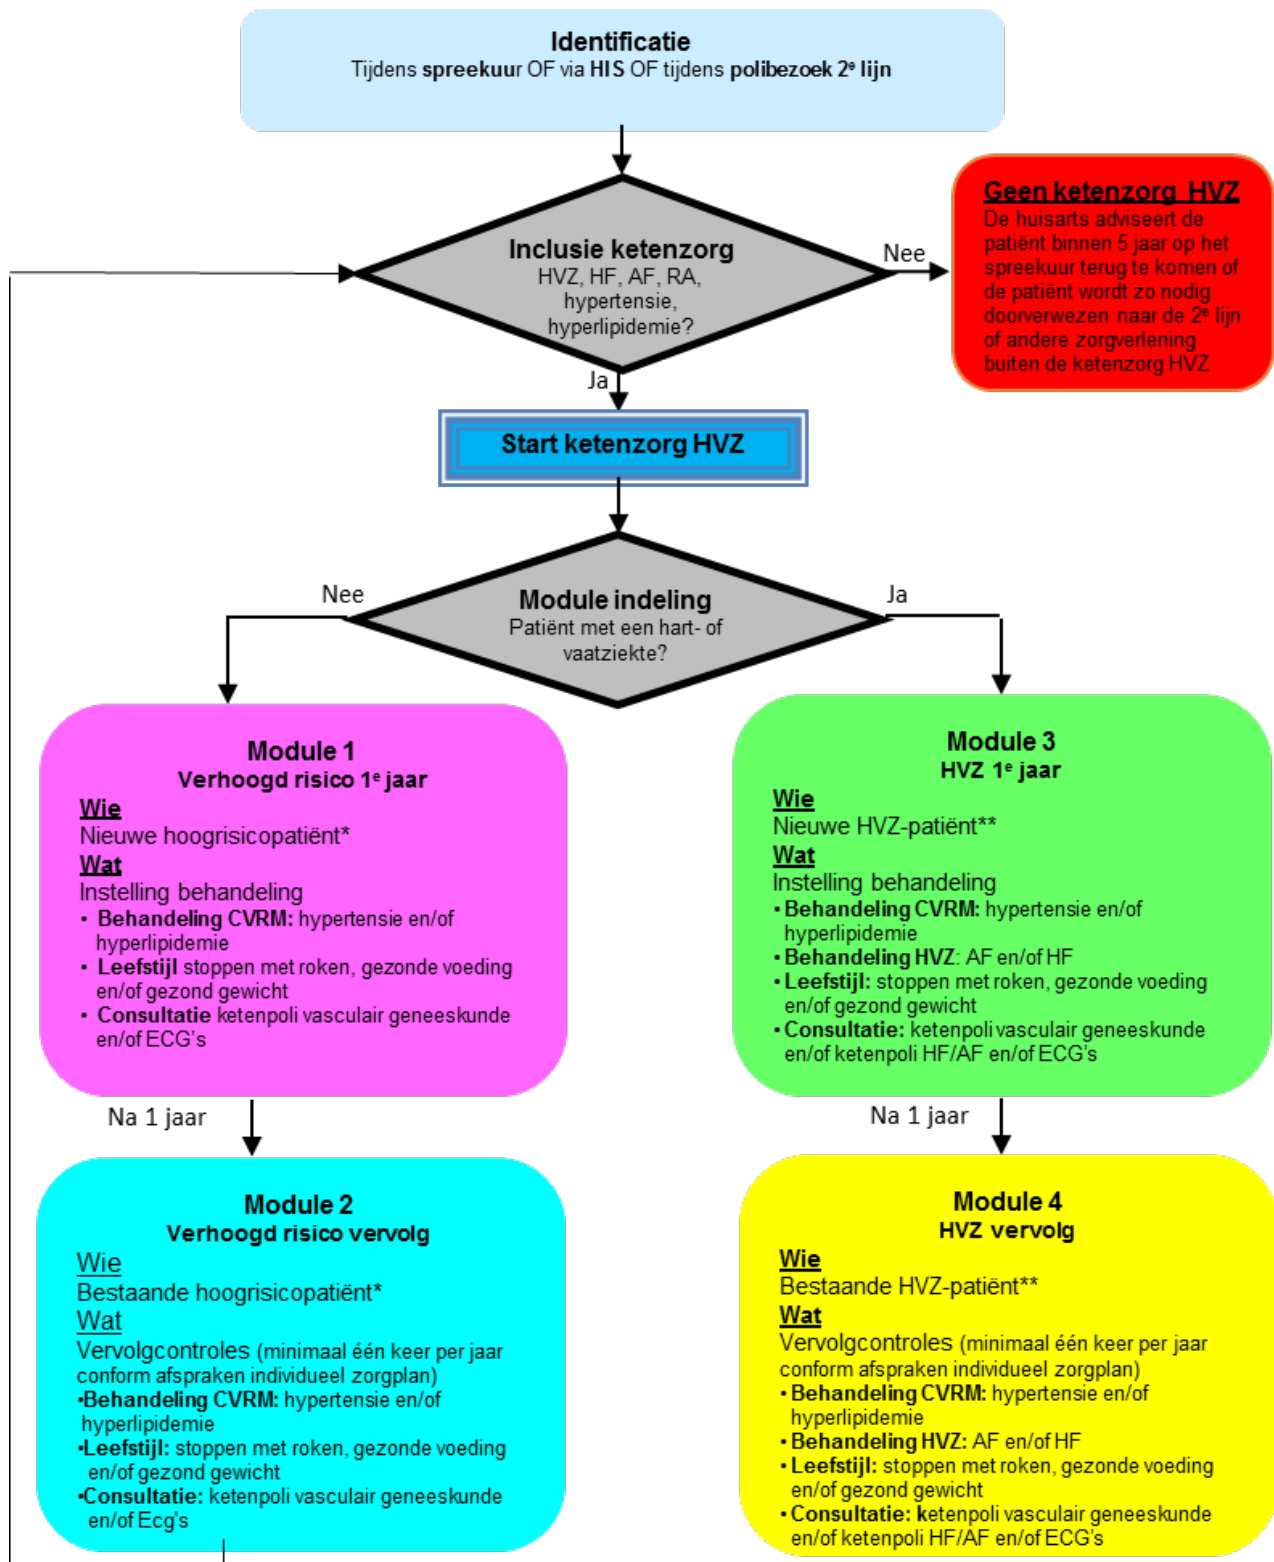 Identificatie
Tijdens spreekuur OF via HIS OF tijdens polibezoek 2e lijn
Inclusie ketenzorg
HVZ, HF, AF, RA,
hypertensie,
hyperlipidemie?
Nee
Geen ketenzorg HVZ
De huisarts adviseert de
patiënt binnen 5 jaar op het
spreekuur terug te komen of
de patiënt wordt zo nodig
doorverwezen naar de 2e lijn
of andere zorgverlening
buiten de ketenzorg HVZ
Ja
Start ketenzorg HVZ
Module indeling
Patiënt met een hart- of
vaatziekte?
Nee
Ja
Module 1
Verhoogd risico 1e jaar
Wie
Nieuwe hoogrisicopatiënt*
Wat
Instelling behandeling
• Behandeling CVRM: hypertensie en/of
hyperlipidemie
• Leefstijl stoppen met roken, gezonde voeding
en/of gezond gewicht
• Consultatie ketenpoli vasculair geneeskunde
en/of ECG's
Module 3
HVZ 1e jaar
Wie
Nieuwe HVZ-patiënt**
Wat
Instelling behandeling
• Behandeling CVRM: hypertensie en/of
hyperlipidemie
• Behandeling HVZ: AF en/of HF
• Leefstijl: stoppen met roken, gezonde voeding
en/of gezond gewicht
• Consultatie: ketenpoli vasculair geneeskunde
en/of ketenpoli HF/AF en/of ECG's
Na 1 jaar
Na 1 jaar
Module 2
Verhoogd risico vervolg
Wie
Bestaande hoogrisicopatiënt*
Wat
Vervolgcontroles (minimaal één keer per jaar
conform afspraken individueel zorgplan)
•Behandeling CVRM: hypertensie en/of
hyperlipidemie
•Leefstijl: stoppen met roken, gezonde voeding
en/of gezond gewicht
•Consultatie: ketenpoli vasculair geneeskunde
en/of Ecg's
Module 4
HVZ vervolg
Wie
Bestaande HVZ-patiënt**
Wat
Vervolgcontroles (minimaal één keer per jaar
conform afspraken individueel zorgplan)
• Behandeling CVRM: hypertensie en/of
hyperlipidemie
• Behandeling HVZ: AF en/of HF
• Leefstijl: stoppen met roken, gezonde voeding
en/of gezond gewicht
• Consultatie: ketenpoli vasculair geneeskunde
en/of ketenpoli HF/AF en/of ECG's